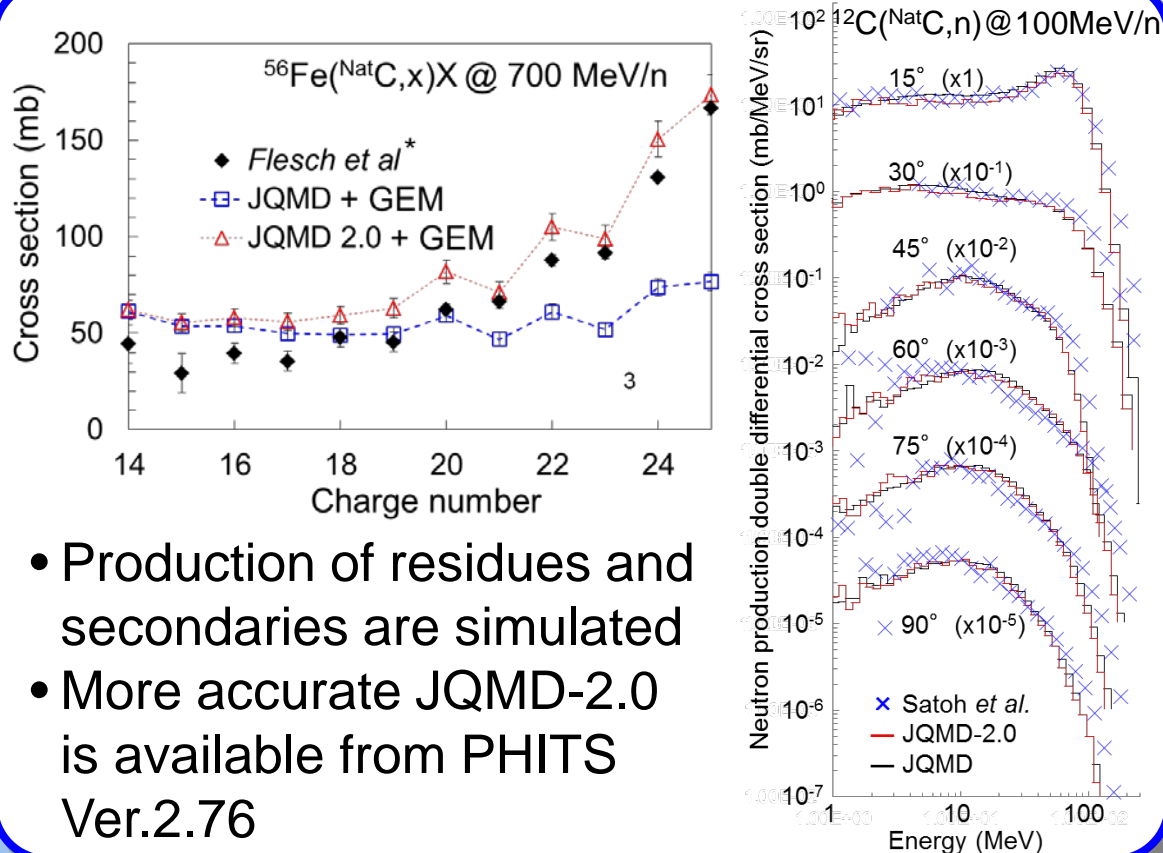 ⁵⁶Fe(ᴺᵃᵗC,x)X @ 700 MeV/n
Cross section (mb)
200
150
100
50
0
Flesch et al*
JQMD + GEM
JQMD 2.0 + GEM
3
14 16 18 20 22 24
Charge number
• Production of residues and
secondaries are simulated
• More accurate JQMD-2.0
is available from PHITS
Ver.2.76
¹²C(ᴺᵃᵗC,n)@100MeV/n
Neutron production double differential cross section (mb/MeV/sr)
10²
10¹
10⁰
10⁻¹
10⁻²
10⁻³
10⁻⁴
10⁻⁵
10⁻⁶
10⁻⁷
15° (x1)
30° (x10⁻¹)
45° (x10⁻²)
60° (x10⁻³)
75° (x10⁻⁴)
90° (x10⁻⁵)
Satoh et al.
JQMD-2.0
JQMD
1 10 100
Energy (MeV)